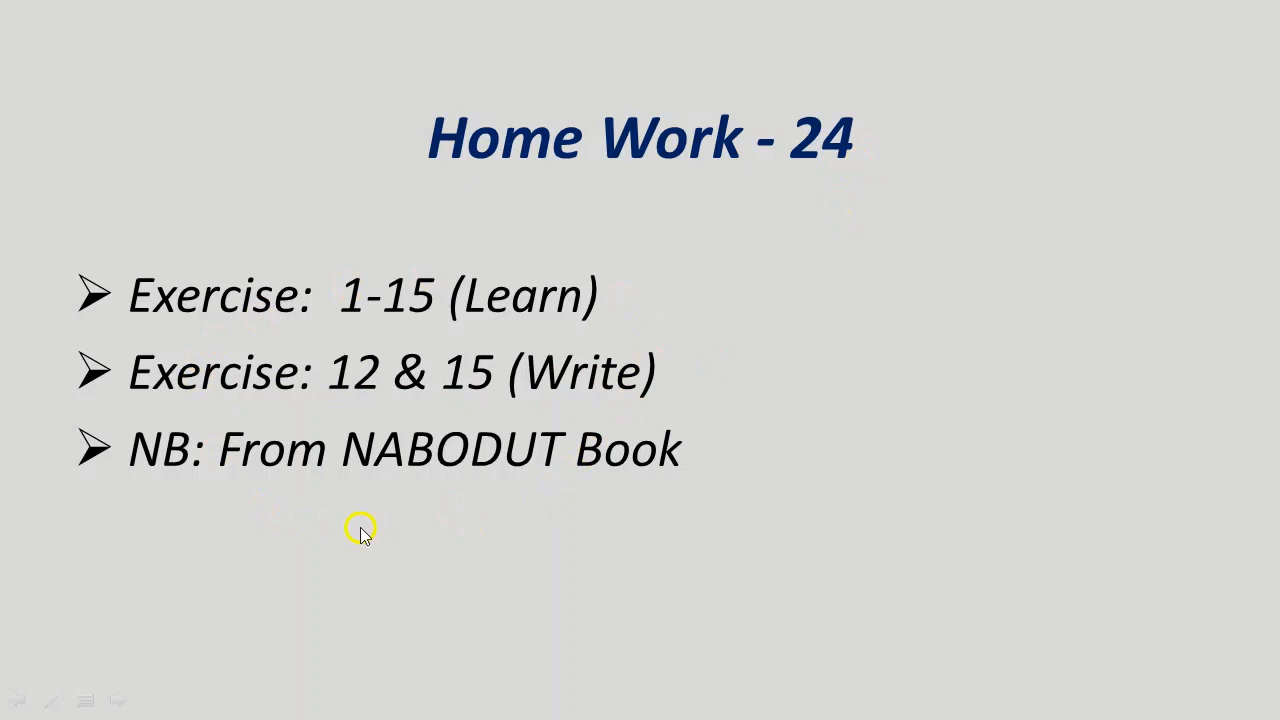 Home Work - 24
➢ Exercise: 1-15 (Learn)
➢ Exercise: 12 & 15 (Write)
➢ NB: From NABODUT Book